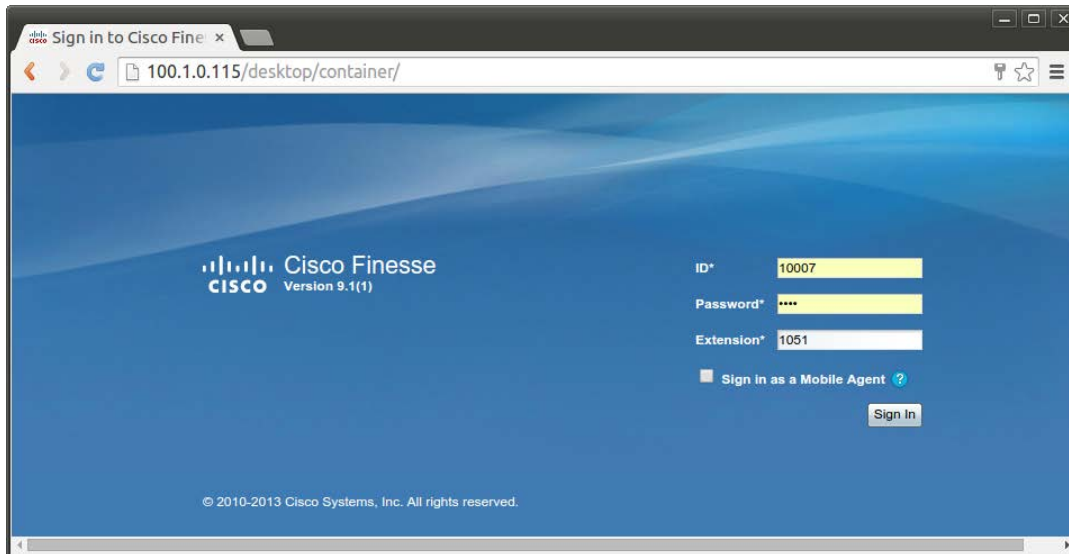 Sign in to Cisco Fine
100.1.0.115/desktop/container/
CISCO
Cisco Finesse
Version 9.1(1)
ID* 10007
Password* ••••
Extension* 1051
Sign in as a Mobile Agent ?
Sign In
© 2010-2013 Cisco Systems, Inc. All rights reserved.